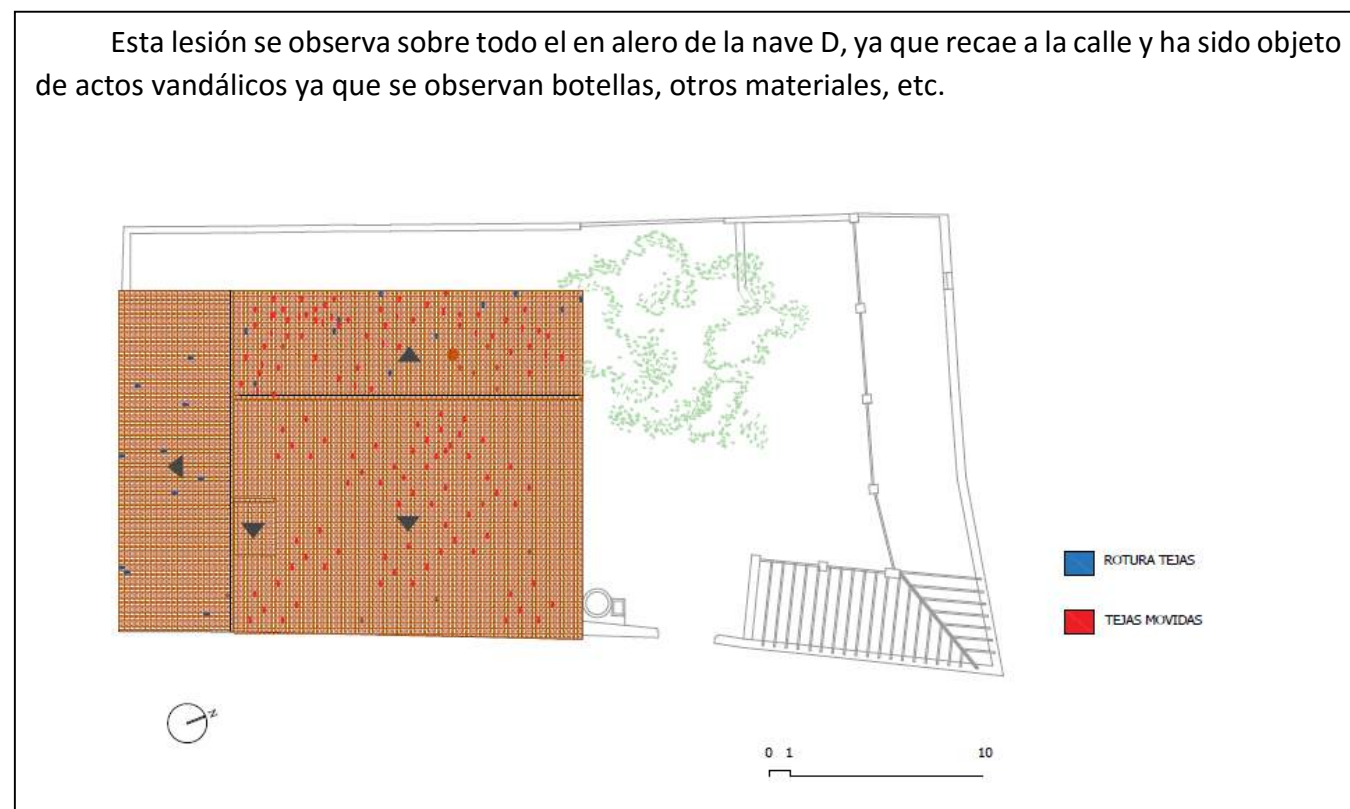 Esta lesión se observa sobre todo el en alero de la nave D, ya que recae a la calle y ha sido objeto
de actos vandálicos ya que se observan botellas, otros materiales, etc.
ROTURA TEJAS
TEJAS MOVIDAS
N
0 1 10